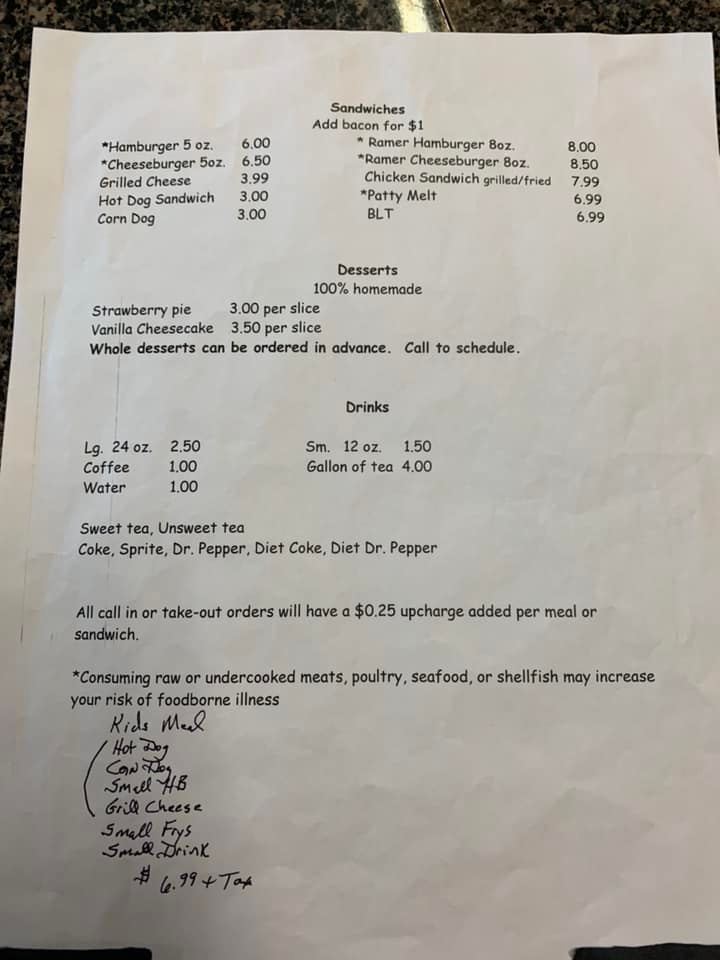 Sandwiches
Add bacon for $1
*Hamburger 5 oz. 6.00
*Cheeseburger 5oz. 6.50
Grilled Cheese 3.99
Hot Dog Sandwich 3.00
Corn Dog 3.00
* Ramer Hamburger 8oz. 8.00
*Ramer Cheeseburger 8oz. 8.50
Chicken Sandwich grilled/fried 7.99
*Patty Melt 6.99
BLT 6.99
Desserts
100% homemade
Strawberry pie 3.00 per slice
Vanilla Cheesecake 3.50 per slice
Whole desserts can be ordered in advance. Call to schedule.
Drinks
Lg. 24 oz. 2.50
Coffee 1.00
Water 1.00
Sm. 12 oz. 1.50
Gallon of tea 4.00
Sweet tea, Unsweet tea
Coke, Sprite, Dr. Pepper, Diet Coke, Diet Dr. Pepper
All call in or take-out orders will have a $0.25 upcharge added per meal or
sandwich.
*Consuming raw or undercooked meats, poultry, seafood, or shellfish may increase
your risk of foodborne illness
Kids Meal
Hot Dog
Corn Dog
Small HB
Grill Cheese
Small Frys
Small Drink
$ 6.99 + Tax